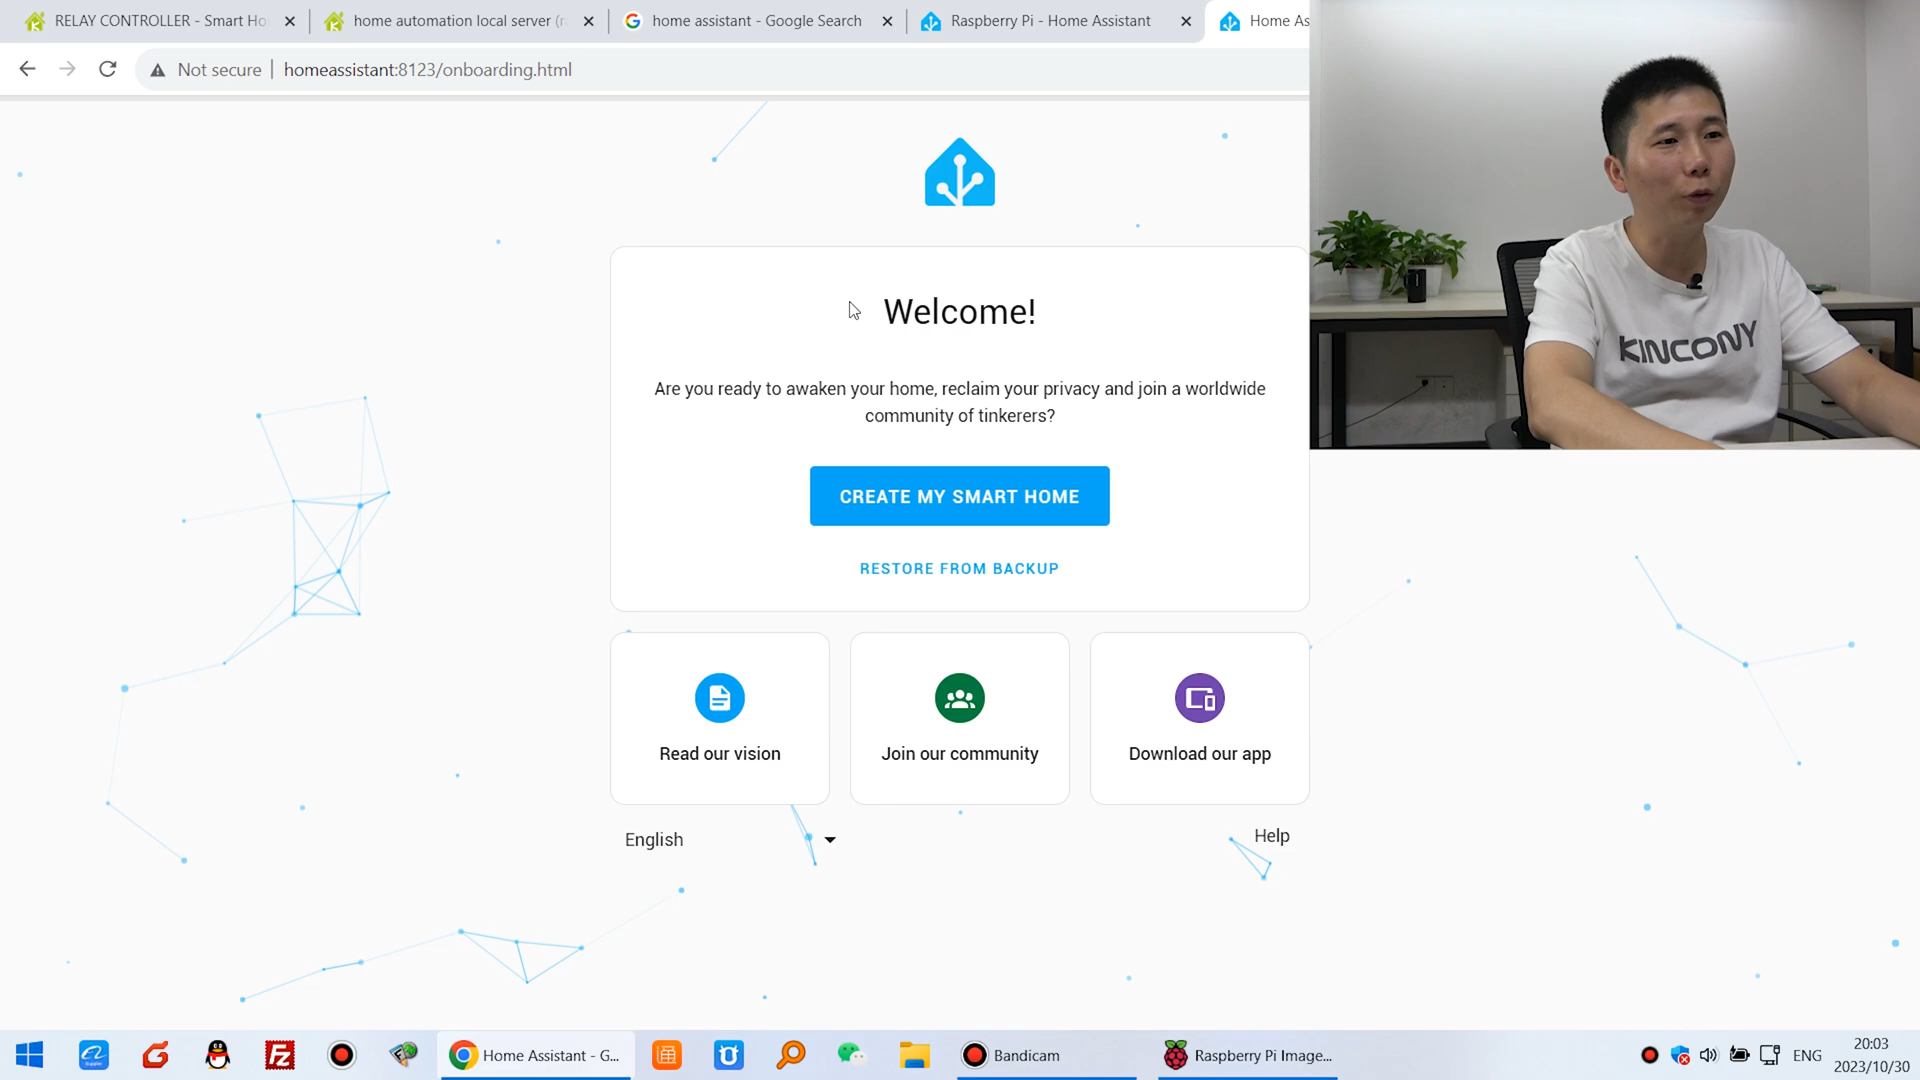 RELAY CONTROLLER - Smart Ho
home automation local server (r
home assistant - Google Search
Raspberry Pi - Home Assistant
Home As
Not secure
homeassistant:8123/onboarding.html
Welcome!
Are you ready to awaken your home, reclaim your privacy and join a worldwide
community of tinkerers?
CREATE MY SMART HOME
RESTORE FROM BACKUP
Read our vision
Join our community
Download our app
English
Help
KINCONY
Home Assistant - G...
Bandicam
Raspberry Pi Image...
ENG
20:03
2023/10/30